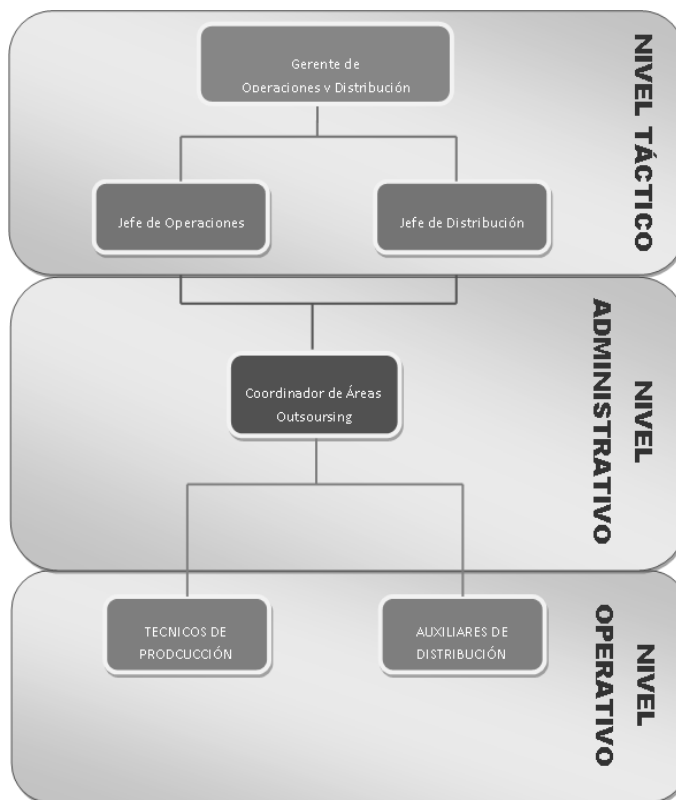 Gerente de
Operaciones y Distribución
Jefe de Operaciones
Jefe de Distribución
NIVEL TÁCTICO
Coordinador de Áreas
Outsoursing
NIVEL
ADMINISTRATIVO
TECNICOS DE
PRODCUCCIÓN
AUXILIARES DE
DISTRIBUCIÓN
NIVEL
OPERATIVO